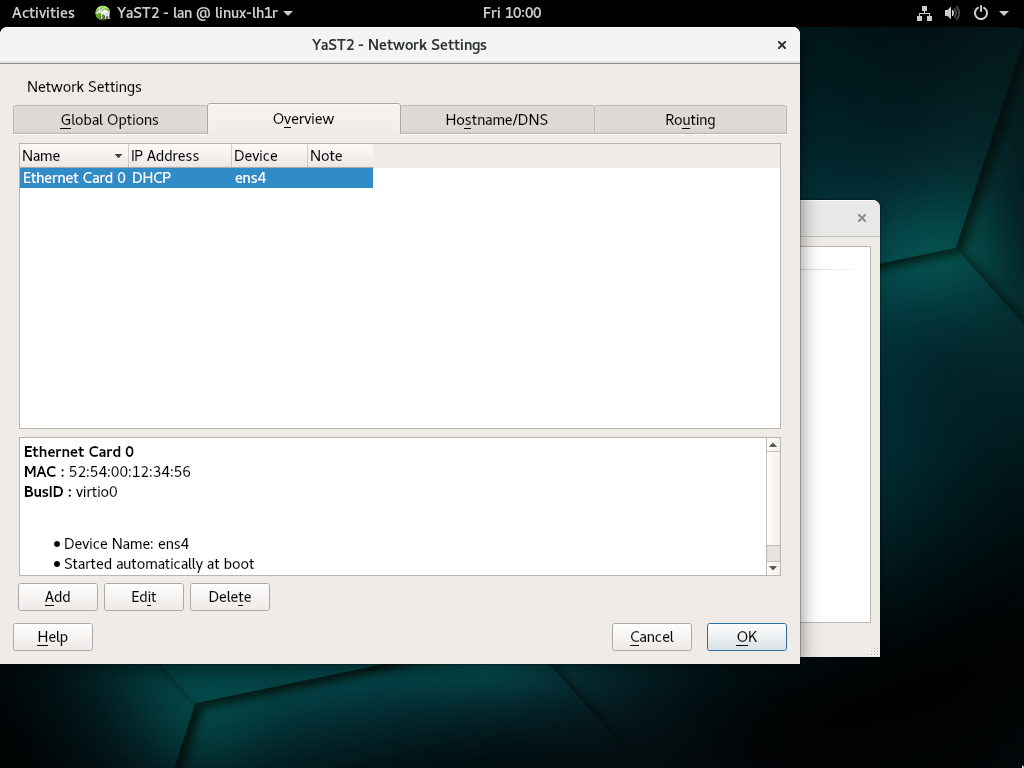 Activities YaST2 - lan @ linux-lh1r Fri 10:00
YaST2 - Network Settings
Network Settings
Global Options Overview Hostname/DNS Routing
Name IP Address Device Note
Ethernet Card 0 DHCP ens4
Ethernet Card 0
MAC : 52:54:00:12:34:56
BusID : virtio0
• Device Name: ens4
• Started automatically at boot
Add Edit Delete
Help Cancel OK